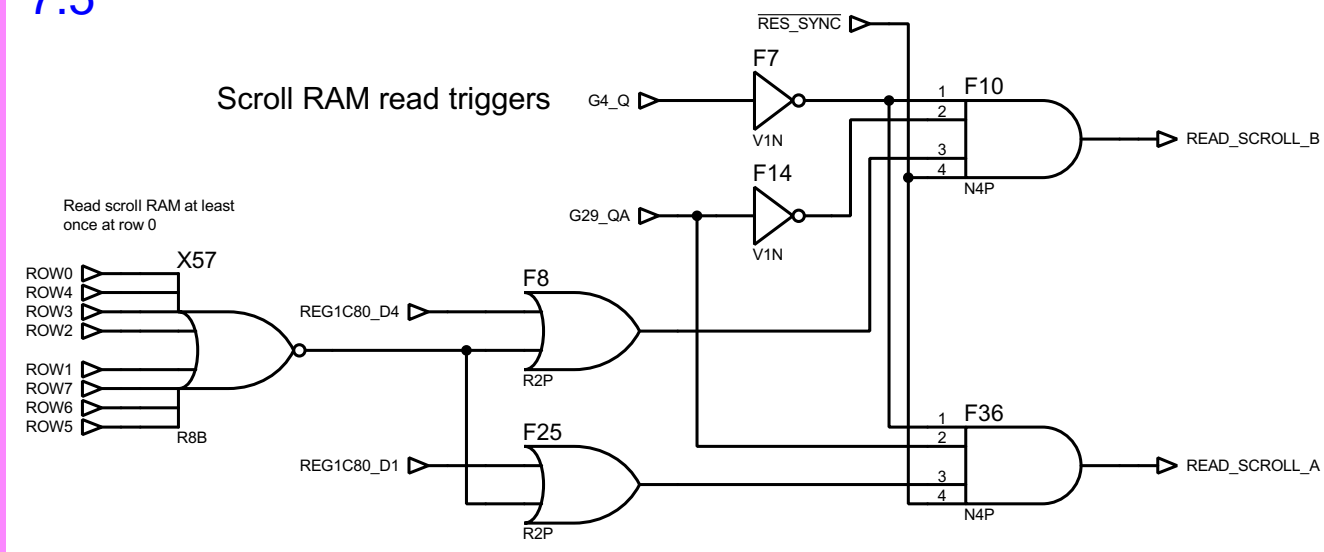 7.5
RES_SYNC
F7
Scroll RAM read triggers
G4_Q
1
F10
2
V1N
READ_SCROLL_B
F14
3
4
N4P
Read scroll RAM at least
once at row 0
G29_QA
V1N
X57
ROW0
F8
ROW4
ROW3
REG1C80_D4
ROW2
ROW1
R2P
ROW7
ROW6
1
F36
ROW5
R8B
F25
2
REG1C80_D1
READ_SCROLL_A
3
4
N4P
R2P